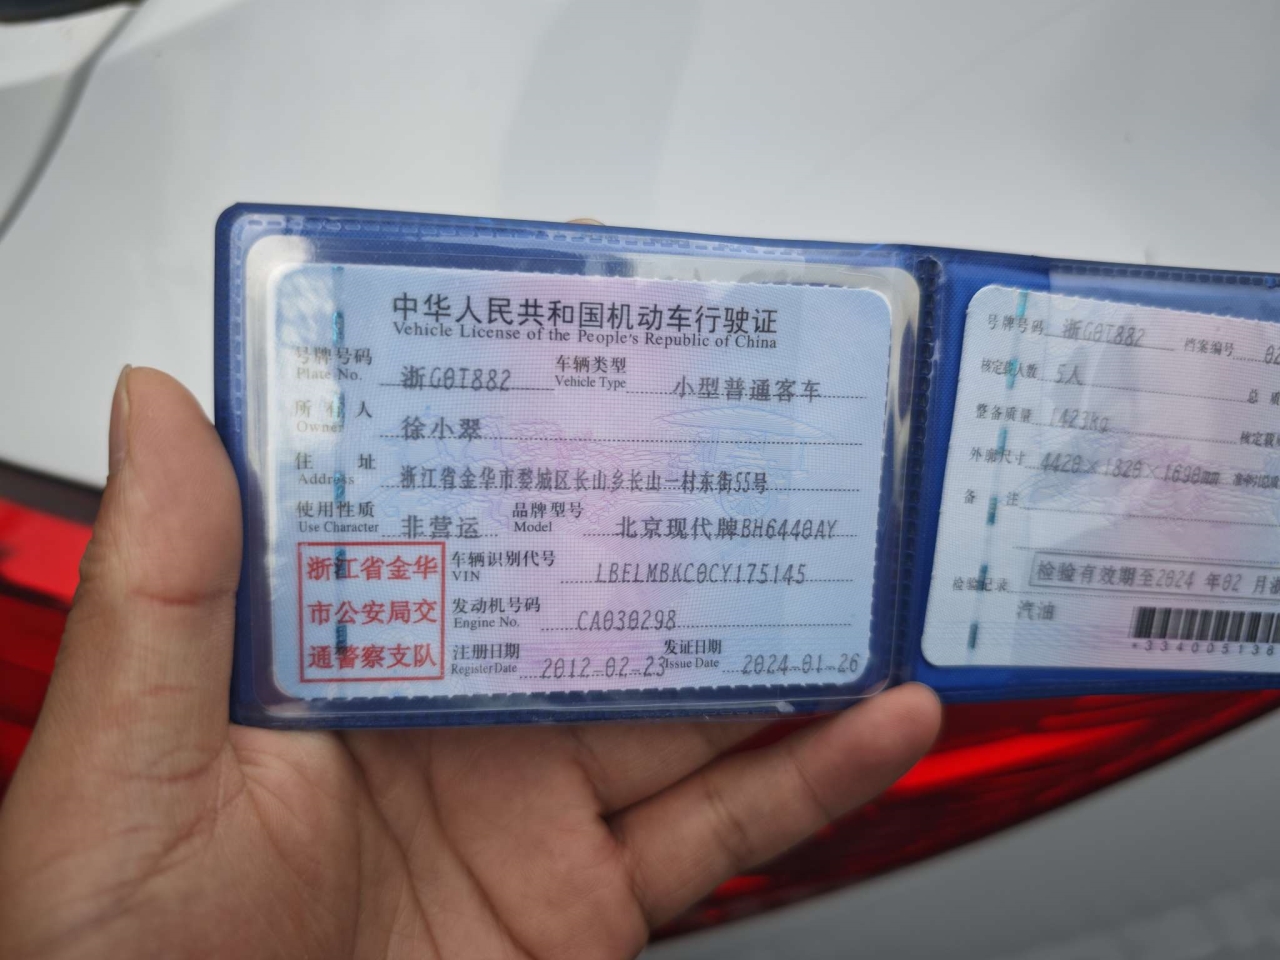 中华人民共和国机动车行驶证
Vehicle License of the People's Republic of China
号牌号码 浙G0T882 车辆类型 小型普通客车
Plate No. Vehicle Type
所有人 徐小翠
Owner
住址 浙江省金华市婺城区长山乡长山一村东街55号
Address
使用性质 非营运 品牌型号 北京现代牌BH6440AY
Use Character Model
浙江省金华
市公安局交
通警察支队
车辆识别代号 LBELMBKC0CY175145
VIN
发动机号码 CA030298
Engine No.
注册日期 2012-02-23 发证日期 2024-01-26
Register Date Issue Date
号牌号码 浙G0T882 档案编号
核定载人数 5人
整备质量 1423kg
外廓尺寸 4420×1820×1690mm
备注
检验记录 检验有效期至2024年02月
汽油